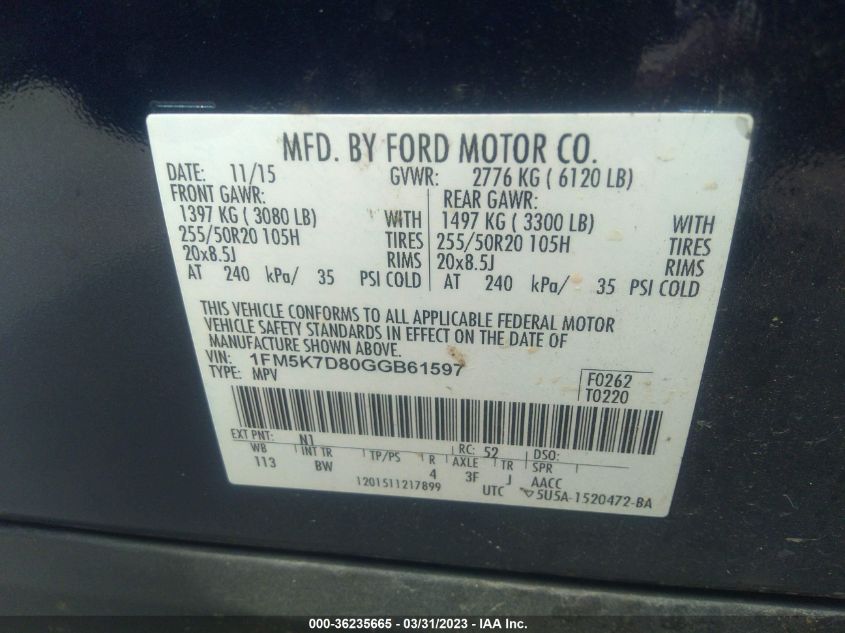 MFD. BY FORD MOTOR CO.
DATE: 11/15 GVWR: 2776 KG ( 6120 LB)
FRONT GAWR: REAR GAWR:
1397 KG ( 3080 LB) WITH 1497 KG ( 3300 LB) WITH
255/50R20 105H TIRES 255/50R20 105H TIRES
20x8.5J RIMS 20x8.5J RIMS
AT 240 kPa/ 35 PSI COLD AT 240 kPa/ 35 PSI COLD
THIS VEHICLE CONFORMS TO ALL APPLICABLE FEDERAL MOTOR
VEHICLE SAFETY STANDARDS IN EFFECT ON THE DATE OF
MANUFACTURE SHOWN ABOVE.
VIN: 1FM5K7D80GGB61597
TYPE: MPV
F0262
T0220
EXT PNT: N1 RC: 52 DSO:
WB INT TR TP/PS R AXLE TR SPR
113 BW 4 3F J AACC
1201511217899 UTC 5U5A-1520472-BA
000-36235665 - 03/31/2023 - IAA Inc.